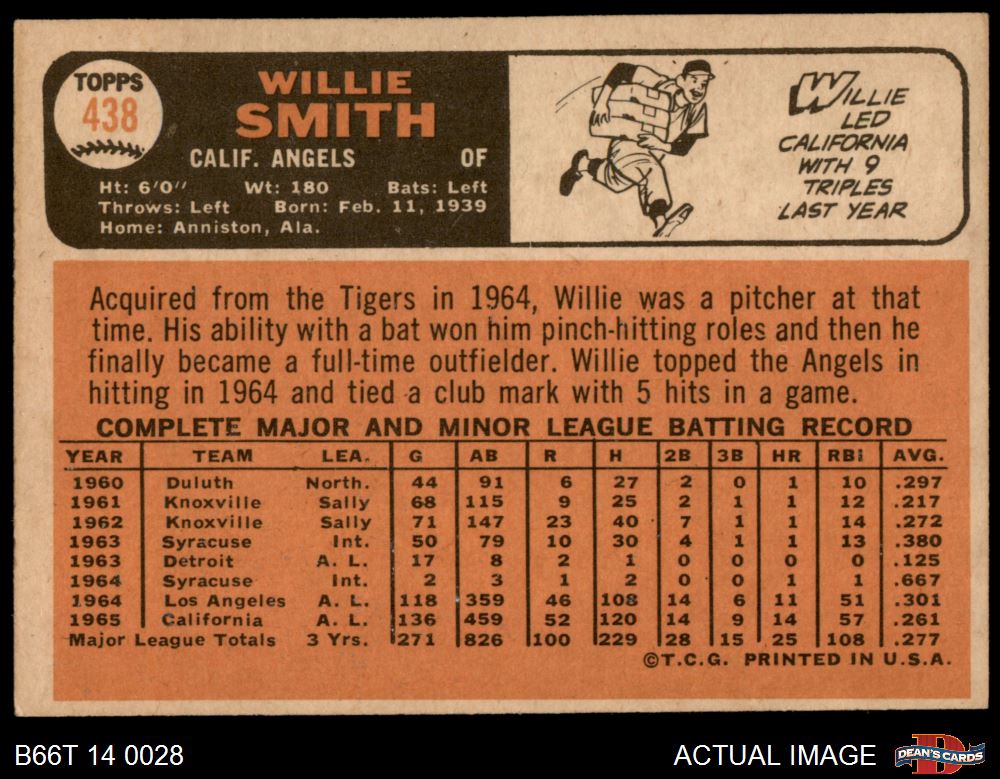 TOPPS
438
WILLIE
SMITH
CALIF. ANGELS OF
Ht: 6'0" Wt: 180 Bats: Left
Throws: Left Born: Feb. 11, 1939
Home: Anniston, Ala.
WILLIE
LED
CALIFORNIA
WITH 9
TRIPLES
LAST YEAR
Acquired from the Tigers in 1964, Willie was a pitcher at that
time. His ability with a bat won him pinch-hitting roles and then he
finally became a full-time outfielder. Willie topped the Angels in
hitting in 1964 and tied a club mark with 5 hits in a game.
COMPLETE MAJOR AND MINOR LEAGUE BATTING RECORD
YEAR TEAM LEA. G AB R H 2B 3B HR RBI AVG.
1960 Duluth North. 44 91 6 27 2 0 1 10 .297
1961 Knoxville Sally 68 115 9 25 2 1 1 12 .217
1962 Knoxville Sally 71 147 23 40 7 1 1 14 .272
1963 Syracuse Int. 50 79 10 30 4 1 1 13 .380
1963 Detroit A. L. 17 8 2 1 0 0 0 0 .125
1964 Syracuse Int. 2 3 1 2 0 0 1 1 .667
1964 Los Angeles A. L. 118 359 46 108 14 6 11 51 .301
1965 California A. L. 136 459 52 120 14 9 14 57 .261
Major League Totals 3 Yrs. 271 826 100 229 28 15 25 108 .277
©T.C.G. PRINTED IN U.S.A.
B66T 14 0028 ACTUAL IMAGE D DEAN'S CARDS